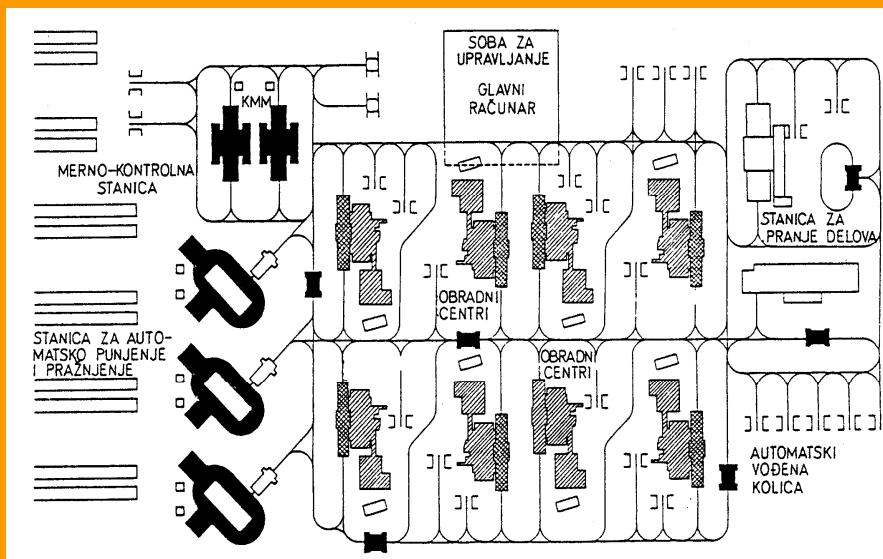 SOBA ZA
UPRAVLJANJE
GLAVNI
RAČUNAR
KMM
MERNO-KONTROLNA
STANICA
STANICA ZA
PRANJE DELOVA
OBRADNI
CENTRI
STANICA ZA AUTO-
MATSKO PUNJENJE
I PRAŽNJENJE
OBRADNI
CENTRI
AUTOMATSKI
VOĐENA
KOLICA